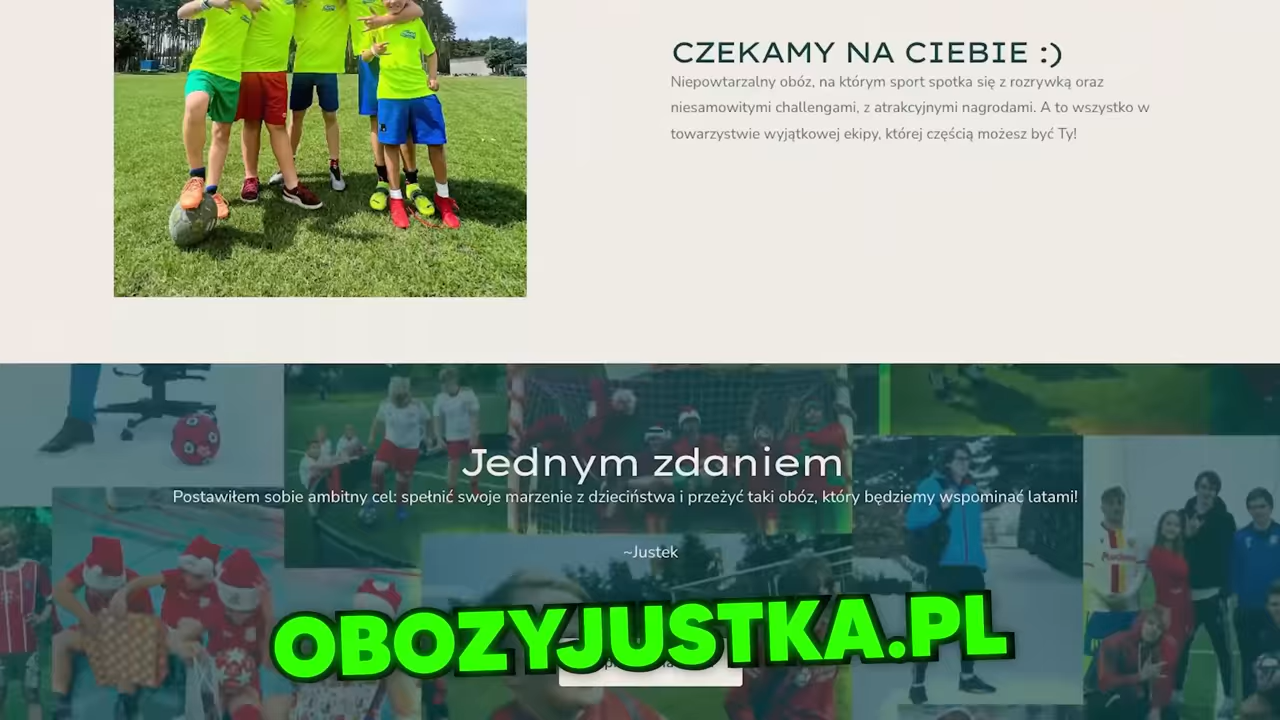 CZEKAMY NA CIEBIE :)
Niepowtarzalny obóz, na którym sport spotka się z rozrywką oraz
niesamowitymi challengami, z atrakcyjnymi nagrodami. A to wszystko w
towarzystwie wyjątkowej ekipy, której częścią możesz być Ty!
Jednym zdaniem
Postawiłem sobie ambitny cel: spełnić swoje marzenie z dzieciństwa i przeżyć taki obóz, który będziemy wspominać latami!
~Justek
OBOZYJUSTKA.PL